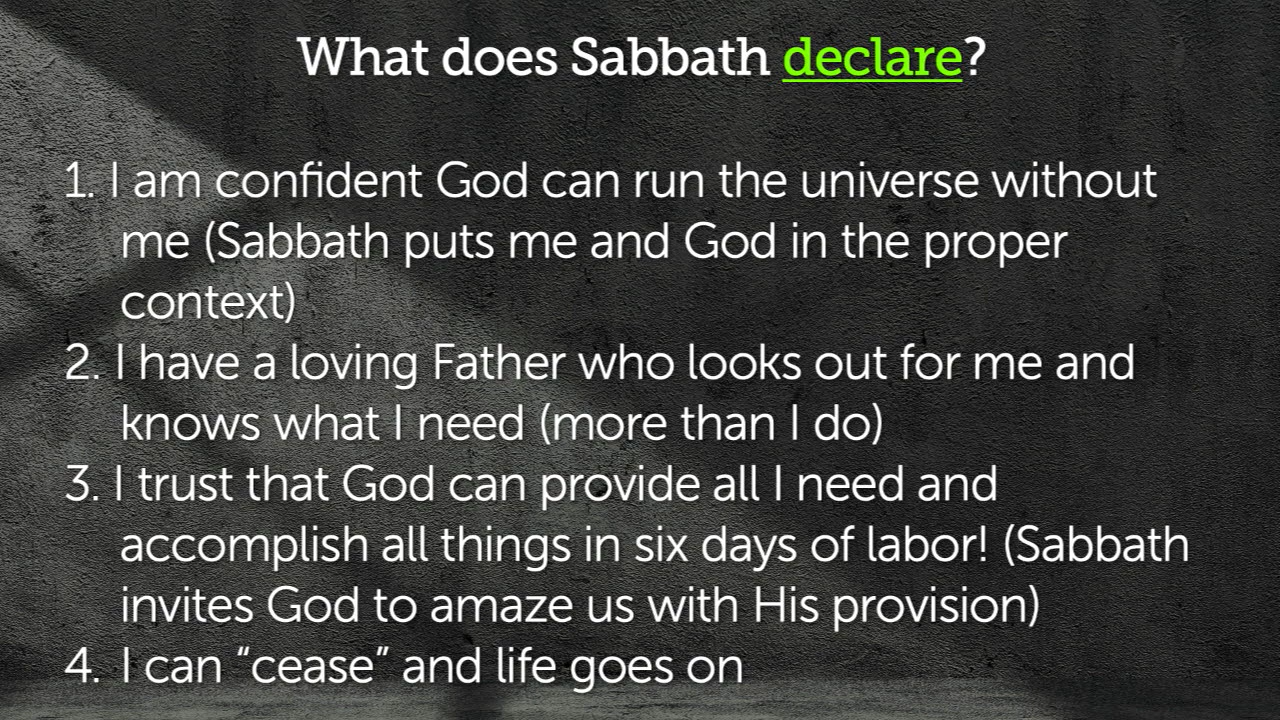 What does Sabbath declare?
1. I am confident God can run the universe without
me (Sabbath puts me and God in the proper
context)
2. I have a loving Father who looks out for me and
knows what I need (more than I do)
3. I trust that God can provide all I need and
accomplish all things in six days of labor! (Sabbath
invites God to amaze us with His provision)
4. I can “cease” and life goes on